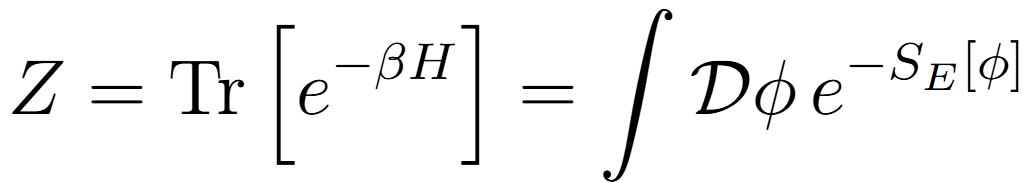 Z = Tr [e^{-βH}] = ∫ 𝒟ϕ e^{-S_E[ϕ]}